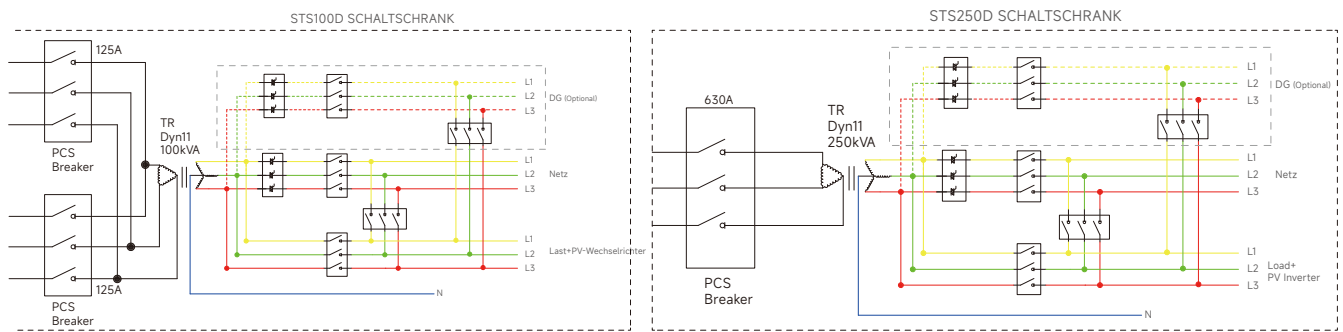 STS100D SCHALTSCHRANK
125A
PCS
Breaker
125A
PCS
Breaker
TR
Dyn11
100kVA
L1
L2
L3
DG (Optional)
L1
L2
L3
Netz
L1
L2
L3
Last+PV-Wechselrichter
N
STS250D SCHALTSCHRANK
630A
PCS
Breaker
TR
Dyn11
250kVA
L1
L2
L3
DG (Optional)
L1
L2
L3
Netz
L1
L2
L3
Load+
PV Inverter
N